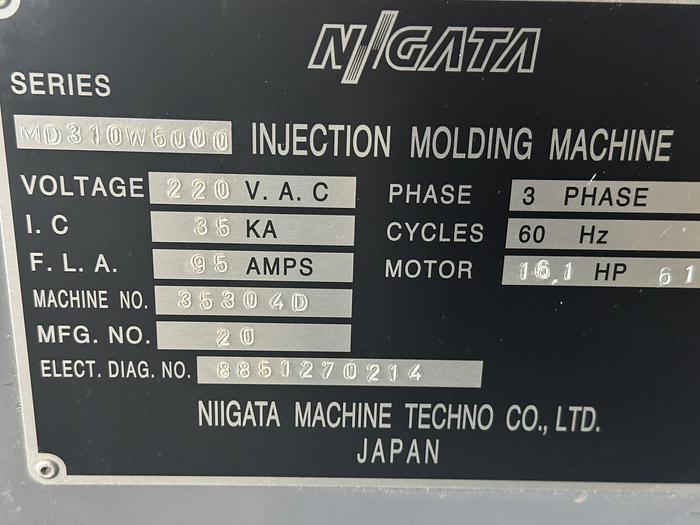 NIIGATA
SERIES
MD310W6000 INJECTION MOLDING MACHINE
VOLTAGE 220 V. A. C PHASE 3 PHASE
I. C 35 KA CYCLES 60 Hz
F. L. A. 95 AMPS MOTOR 16.1 HP 61
MACHINE NO. 35304D
MFG. NO. 20
ELECT. DIAG. NO. 8851270214
NIIGATA MACHINE TECHNO CO., LTD.
JAPAN